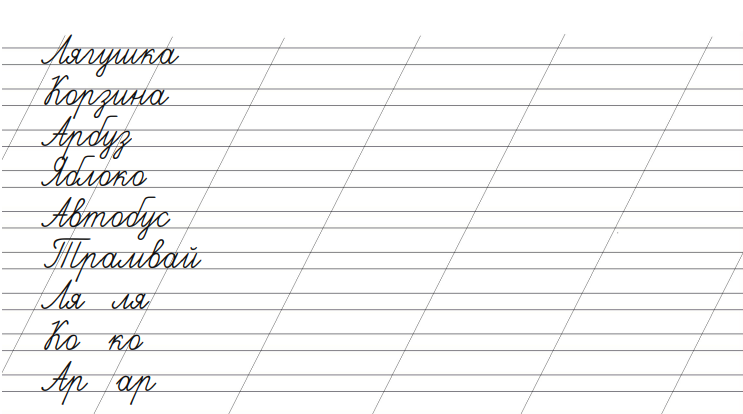 Лягушка
Корзина
Арбуз
Яблоко
Автобус
Трамвай
Ля ля
Ко ко
Ар ар